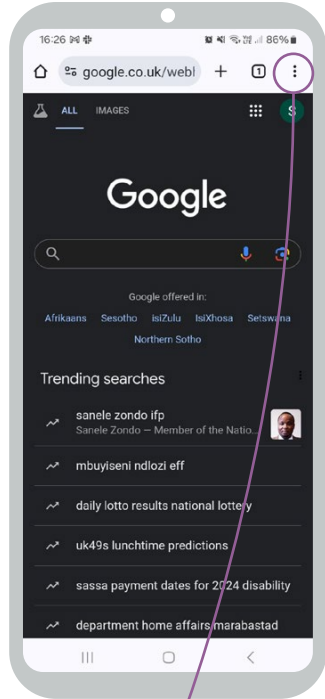 16:26 86%
google.co.uk/webl 1
ALL IMAGES S
Google
Google offered in:
Afrikaans Sesotho isiZulu IsiXhosa Setswana
Northern Sotho
Trending searches
sanele zondo ifp
Sanele Zondo – Member of the Natio...
mbuyiseni ndlozi eff
daily lotto results national lottery
uk49s lunchtime predictions
sassa payment dates for 2024 disability
department home affairs marabastad